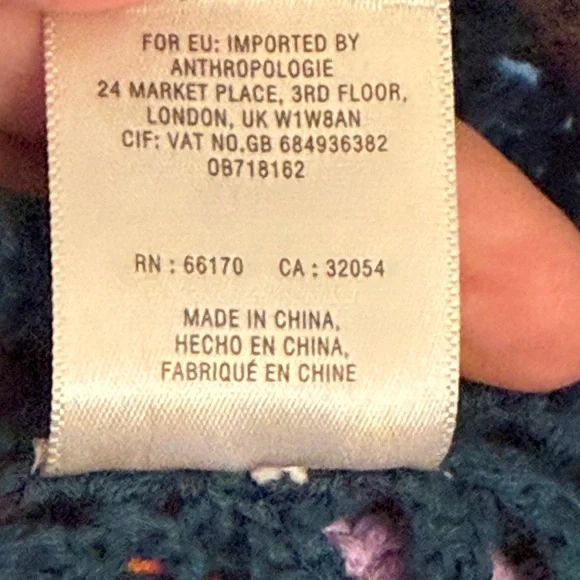 FOR EU: IMPORTED BY
ANTHROPOLOGIE
24 MARKET PLACE, 3RD FLOOR,
LONDON, UK W1W8AN
CIF: VAT NO.GB 684936382
OB718162
RN : 66170 CA : 32054
MADE IN CHINA,
HECHO EN CHINA,
FABRIQUÉ EN CHINE